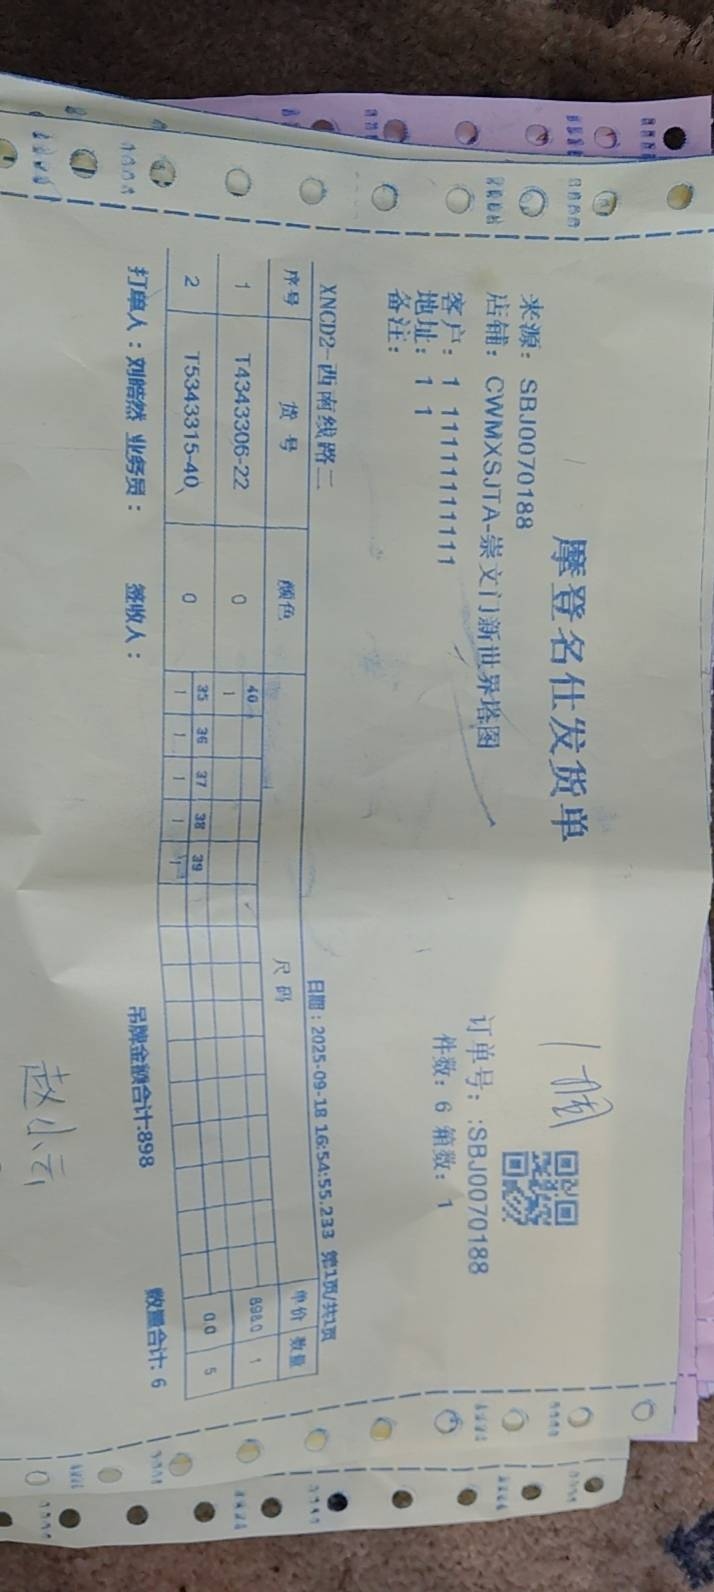 摩登名仕发货单
来源：SBJ0070188
订单号：:SBJ0070188
店铺：CWMXSJTA-崇文门新世界塔图
件数：6 箱数：1
客户：1 11111111111
地址：1 1
备注：
XNCD2-西南线路二 日期：2025-09-18 16:54:55.233 第1页/共1页
序号 货号 颜色 尺码 单价 数量
40
1 T4343306-22 0 1 898.0 1
35 36 37 38 39
2 T5343315-40 0 1 1 1 1 1 0.0 5
打单人：刘皓然 业务员： 签收人： 吊牌金额合计:898 数量合计: 6
赵小云